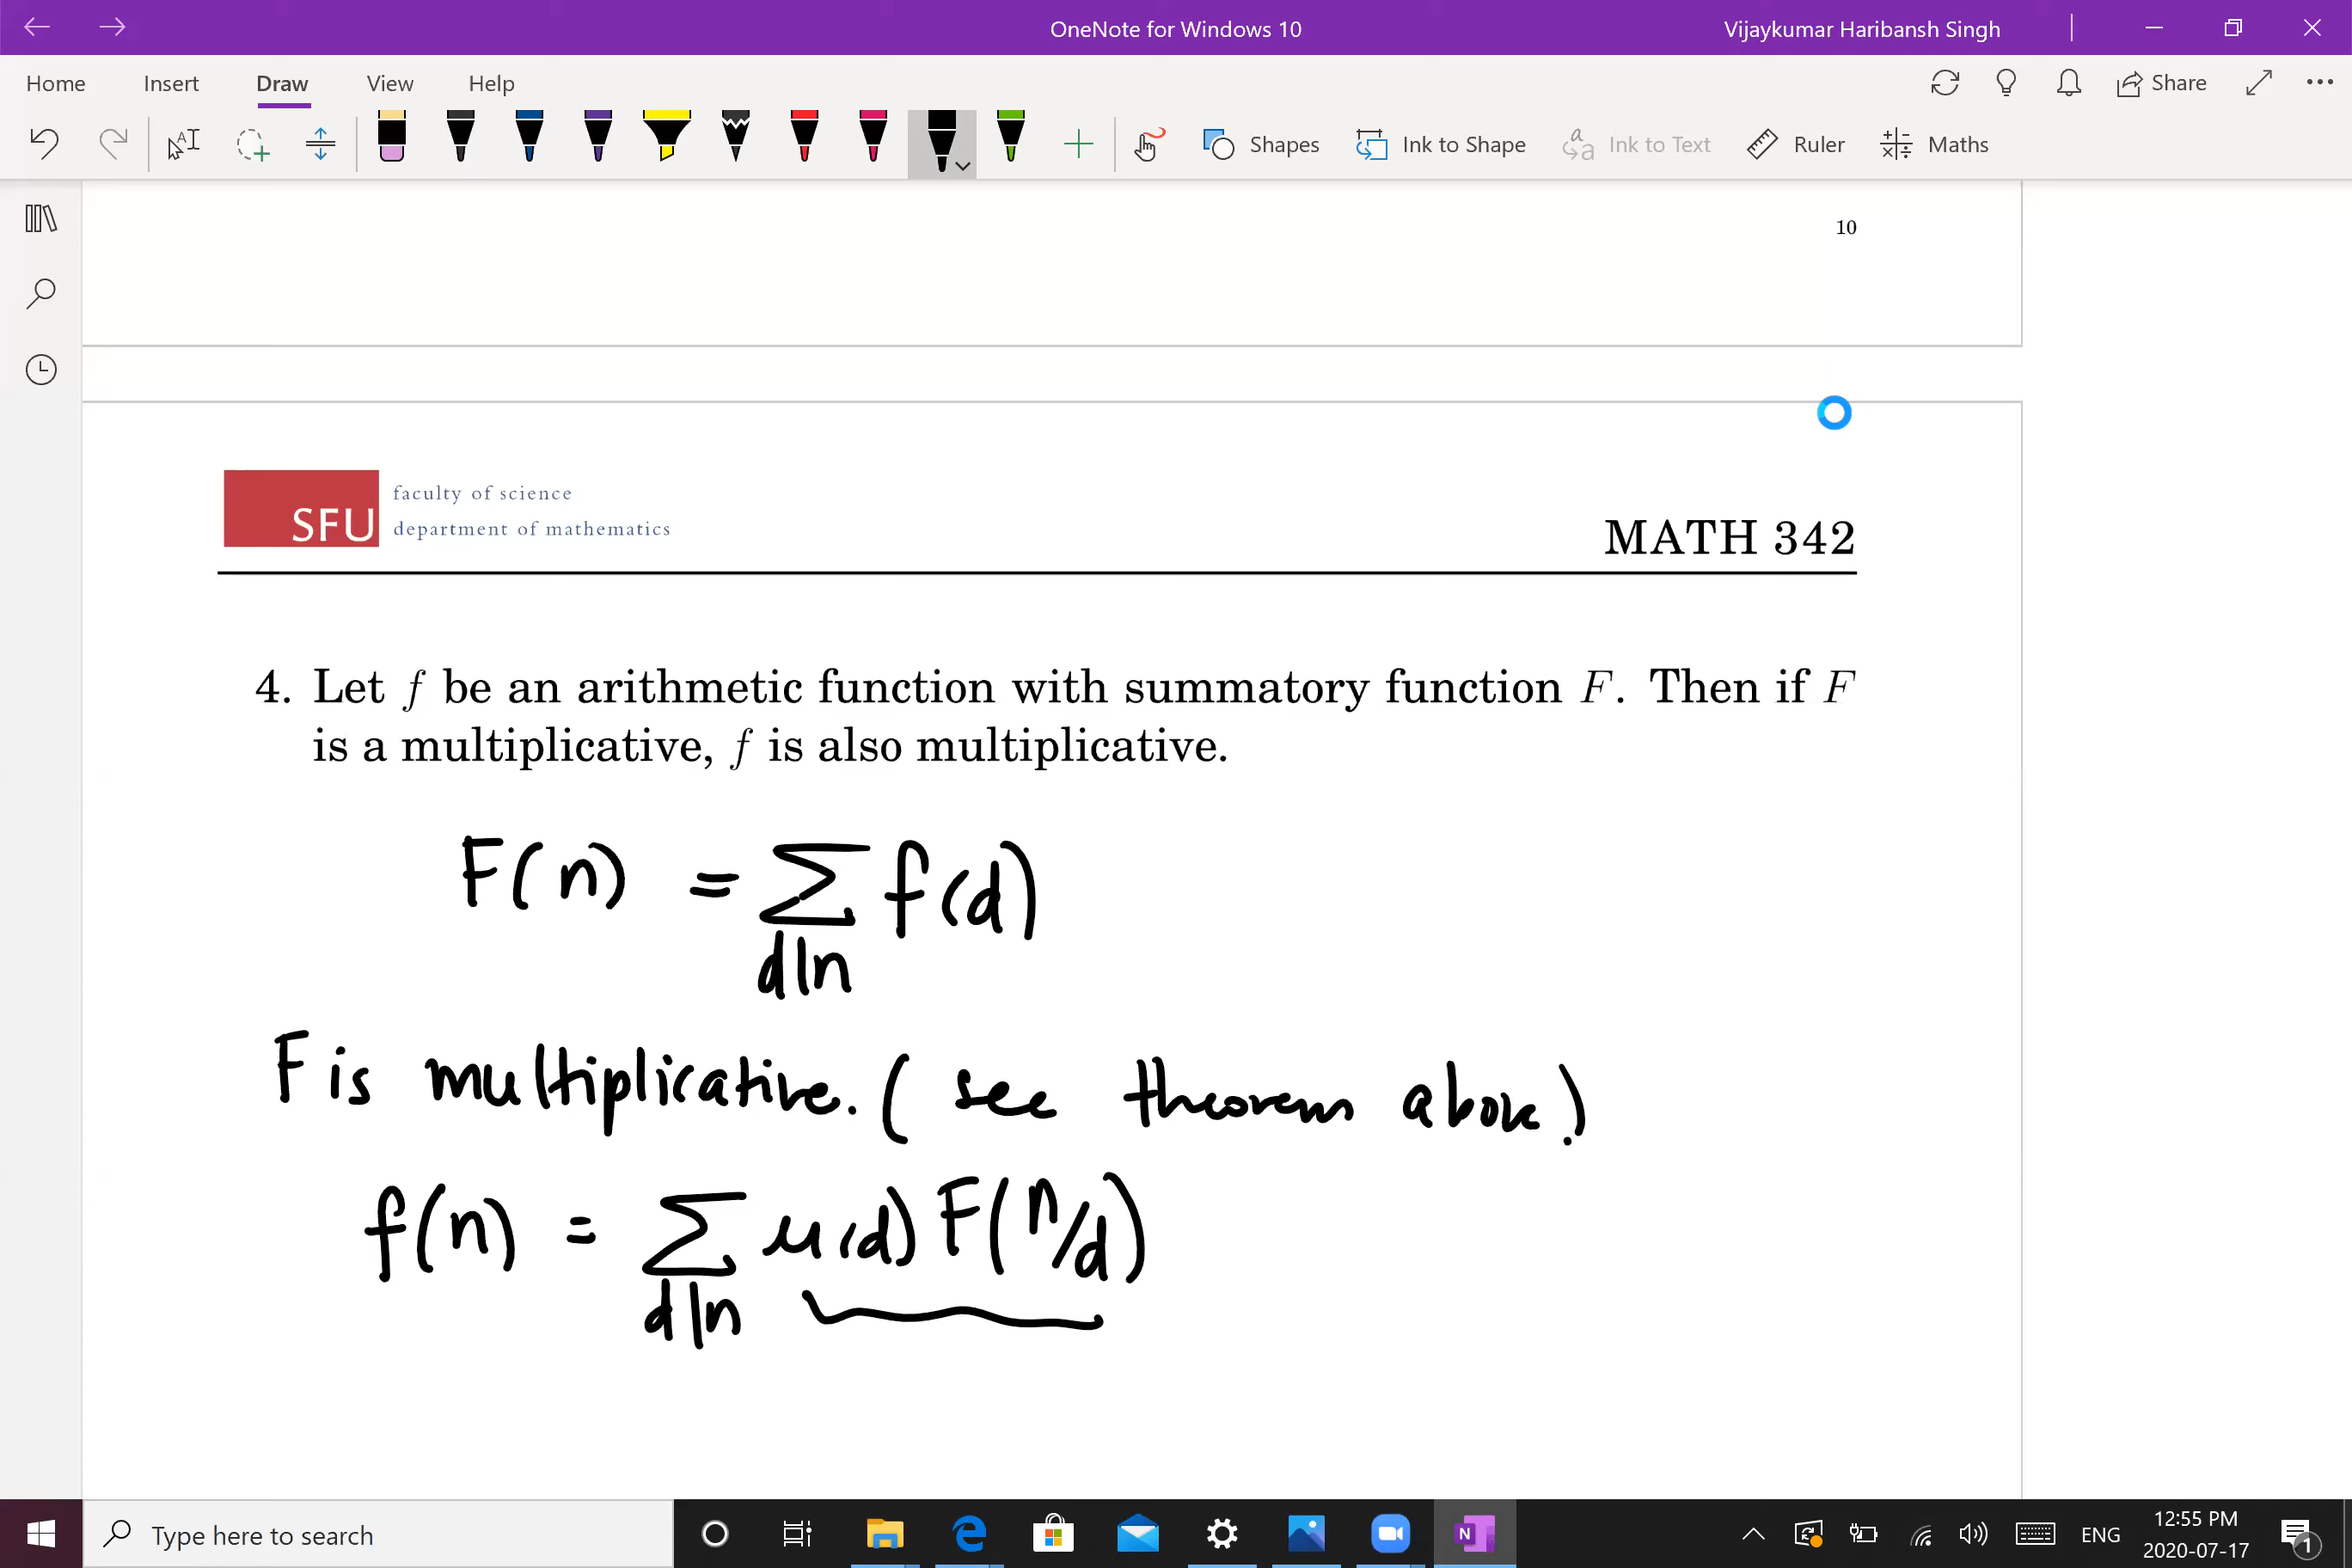 OneNote for Windows 10
Vijaykumar Haribansh Singh
Home Insert Draw View Help
Share
Shapes Ink to Shape Ink to Text Ruler Maths
10
SFU faculty of science
department of mathematics
MATH 342
4. Let f be an arithmetic function with summatory function F. Then if F
is a multiplicative, f is also multiplicative.
F(n) = ∑ f(d)
d|n
F is multiplicative. (see theorem above)
f(n) = ∑ μ(d) F(n/d)
d|n
Type here to search
ENG
12:55 PM
2020-07-17
1